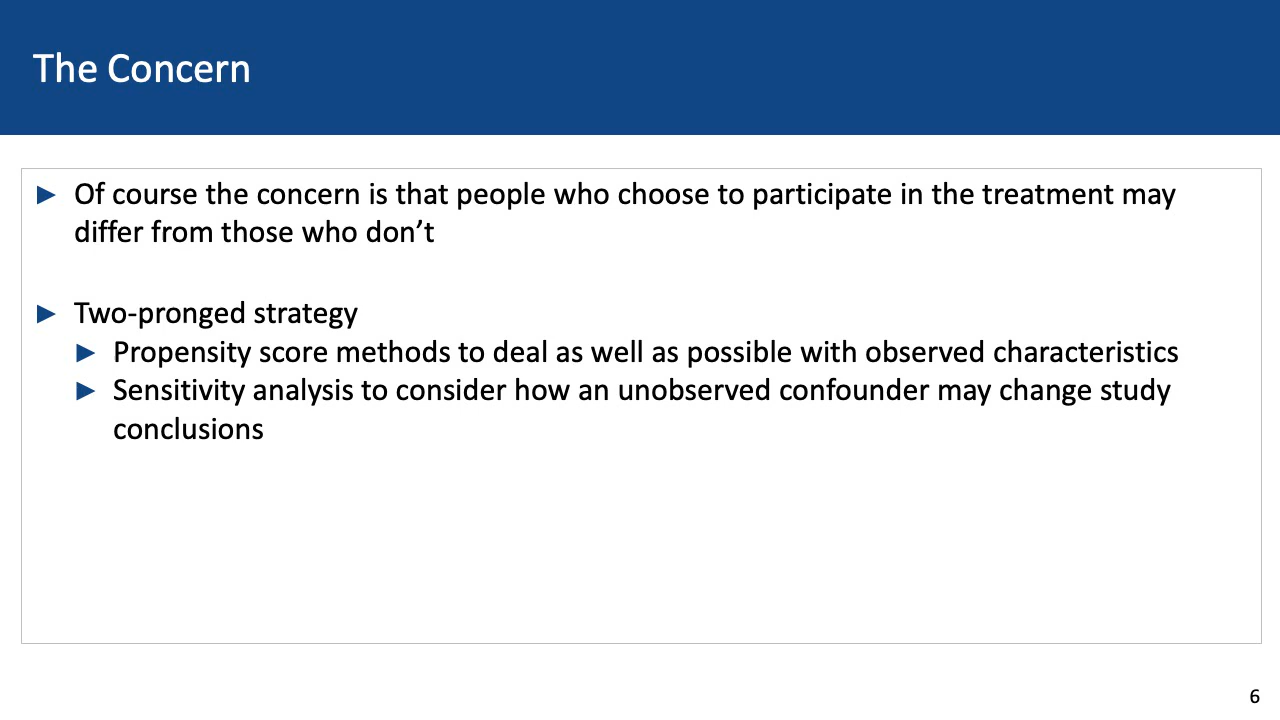 The Concern
► Of course the concern is that people who choose to participate in the treatment may
differ from those who don’t
► Two-pronged strategy
► Propensity score methods to deal as well as possible with observed characteristics
► Sensitivity analysis to consider how an unobserved confounder may change study
conclusions
6